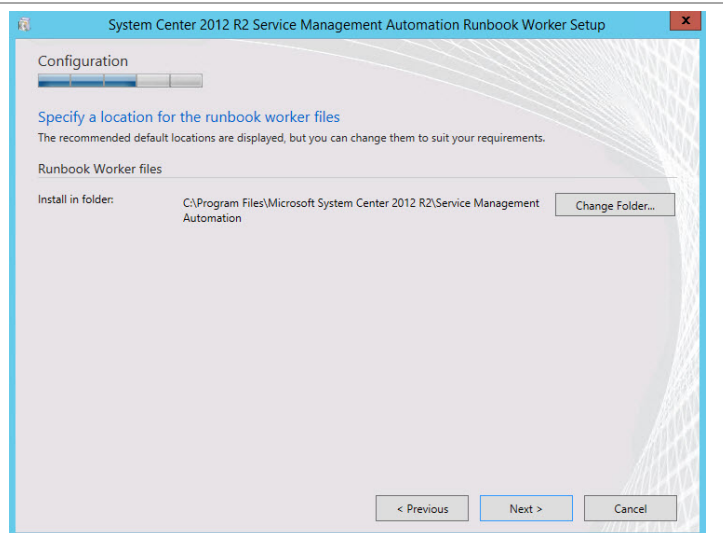 System Center 2012 R2 Service Management Automation Runbook Worker Setup
x
Configuration
Specify a location for the runbook worker files
The recommended default locations are displayed, but you can change them to suit your requirements.
Runbook Worker files
Install in folder:
C:\Program Files\Microsoft System Center 2012 R2\Service Management
Automation
Change Folder...
< Previous
Next >
Cancel